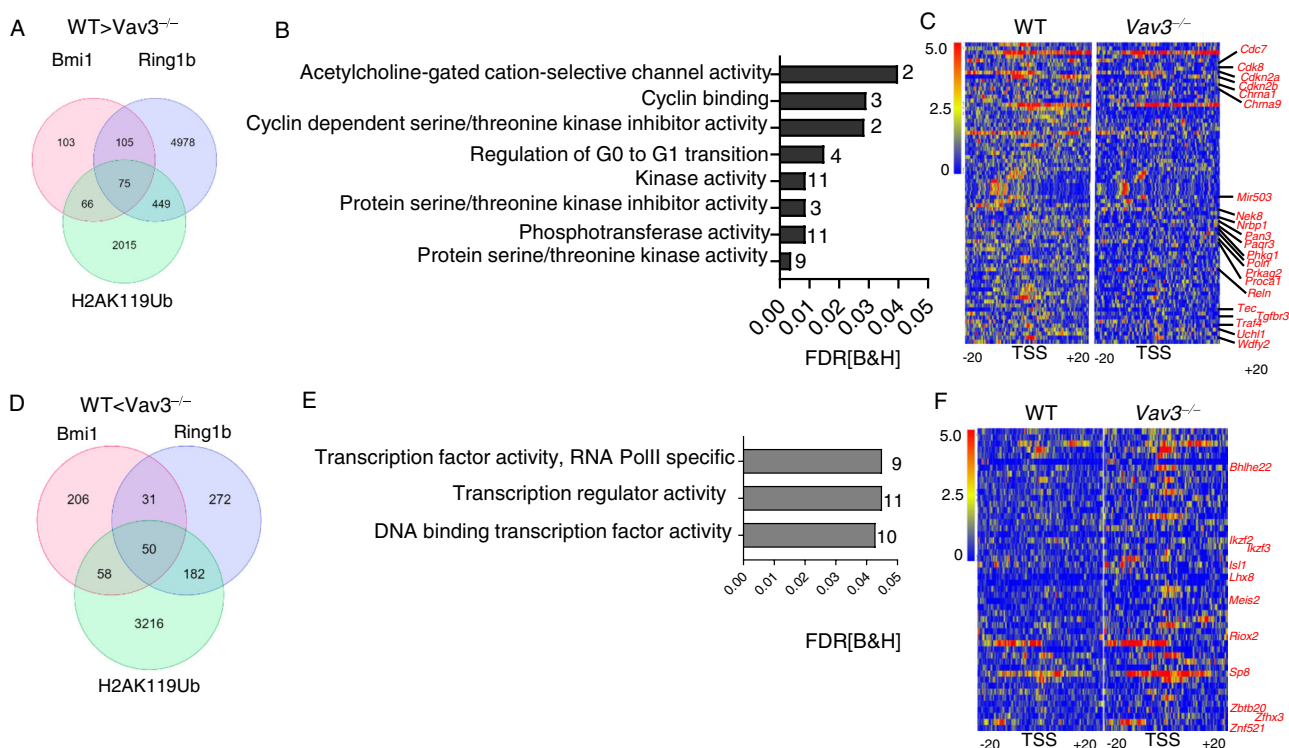 A
WT>Vav3–/–
Bmi1
Ring1b
103
105
4978
75
66
449
2015
H2AK119Ub
B
Acetylcholine-gated cation-selective channel activity
2
Cyclin binding
3
Cyclin dependent serine/threonine kinase inhibitor activity
2
Regulation of G0 to G1 transition
4
Kinase activity
11
Protein serine/threonine kinase inhibitor activity
3
Phosphotransferase activity
11
Protein serine/threonine kinase activity
9
0.00
0.01
0.02
0.03
0.04
0.05
FDR[B&H]
C
WT
Vav3–/–
5.0
2.5
0
Cdc7
Cdk8
Cdkn2a
Cdkn2b
Chrna1
Chrna9
Mir503
Nek8
Nrbp1
Pan3
Paqr3
Phkg1
Poln
Prkag2
Proca1
Reln
Tec
Tgfbr3
Traf4
Uchl1
Wdfy2
-20
TSS
+20
-20
TSS
+20
D
WT<Vav3–/–
Bmi1
Ring1b
206
31
272
50
58
182
3216
H2AK119Ub
E
Transcription factor activity, RNA PolII specific
9
Transcription regulator activity
11
DNA binding transcription factor activity
10
0.00
0.01
0.02
0.03
0.04
0.05
FDR[B&H]
F
WT
Vav3–/–
5.0
2.5
0
Bhlhe22
Ikzf2
Ikzf3
Isl1
Lhx8
Meis2
Riox2
Sp8
Zbtb20
Zfhx3
Znf521
-20
TSS
+20
-20
TSS
+20